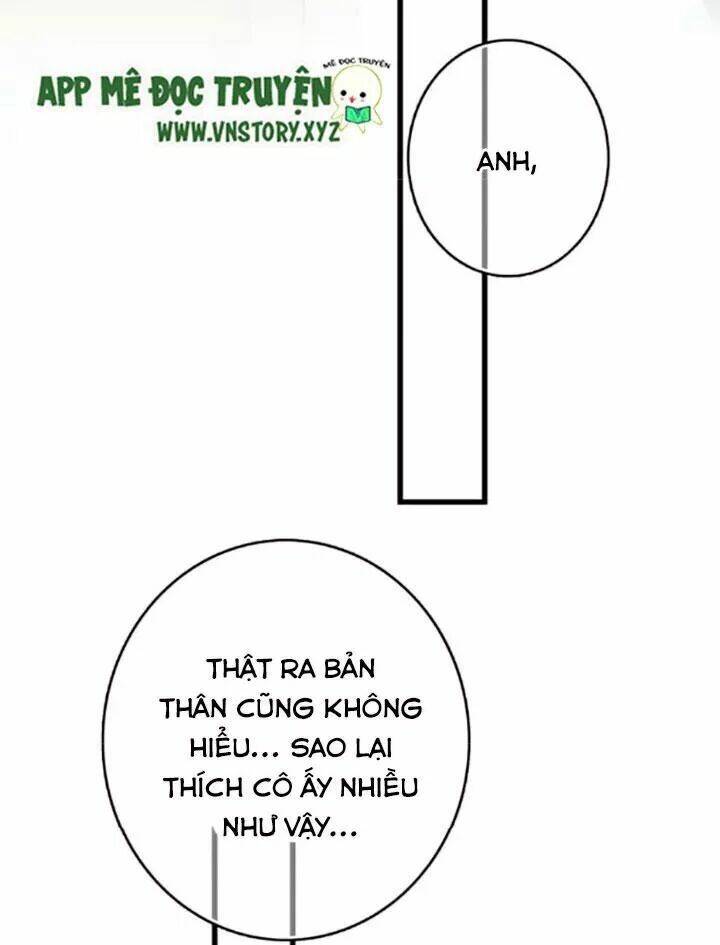 MÊ ĐỌC TRUYỆN
APP MÊ ĐỌC TRUYỆN
WWW.VNSTORY.XYZ
ANH,
THẬT RA BẢN
THÂN CŨNG KHÔNG
HIỂU... SAO LẠI
THÍCH CÔ ẤY NHIỀU
NHƯ VẬY...